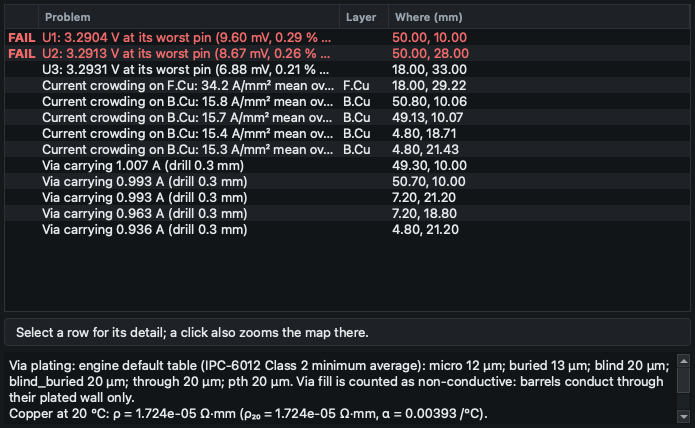 Problem Layer Where (mm)
FAIL U1: 3.2904 V at its worst pin (9.60 mV, 0.29 % ... 50.00, 10.00
FAIL U2: 3.2913 V at its worst pin (8.67 mV, 0.26 % ... 50.00, 28.00
U3: 3.2931 V at its worst pin (6.88 mV, 0.21 % ... 18.00, 33.00
Current crowding on F.Cu: 34.2 A/mm² mean ov... F.Cu 18.00, 29.22
Current crowding on B.Cu: 15.8 A/mm² mean ov... B.Cu 50.80, 10.06
Current crowding on B.Cu: 15.7 A/mm² mean ov... B.Cu 49.13, 10.07
Current crowding on B.Cu: 15.4 A/mm² mean ov... B.Cu 4.80, 18.71
Current crowding on B.Cu: 15.3 A/mm² mean ov... B.Cu 4.80, 21.43
Via carrying 1.007 A (drill 0.3 mm) 49.30, 10.00
Via carrying 0.993 A (drill 0.3 mm) 50.70, 10.00
Via carrying 0.993 A (drill 0.3 mm) 7.20, 21.20
Via carrying 0.963 A (drill 0.3 mm) 7.20, 18.80
Via carrying 0.936 A (drill 0.3 mm) 4.80, 21.20
Select a row for its detail; a click also zooms the map there.
Via plating: engine default table (IPC-6012 Class 2 minimum average): micro 12 µm; buried 13 µm; blind 20 µm;
blind_buried 20 µm; through 20 µm; pth 20 µm. Via fill is counted as non-conductive: barrels conduct through
their plated wall only.
Copper at 20 °C: ρ = 1.724e-05 Ω·mm (ρ₂₀ = 1.724e-05 Ω·mm, α = 0.00393 /°C).